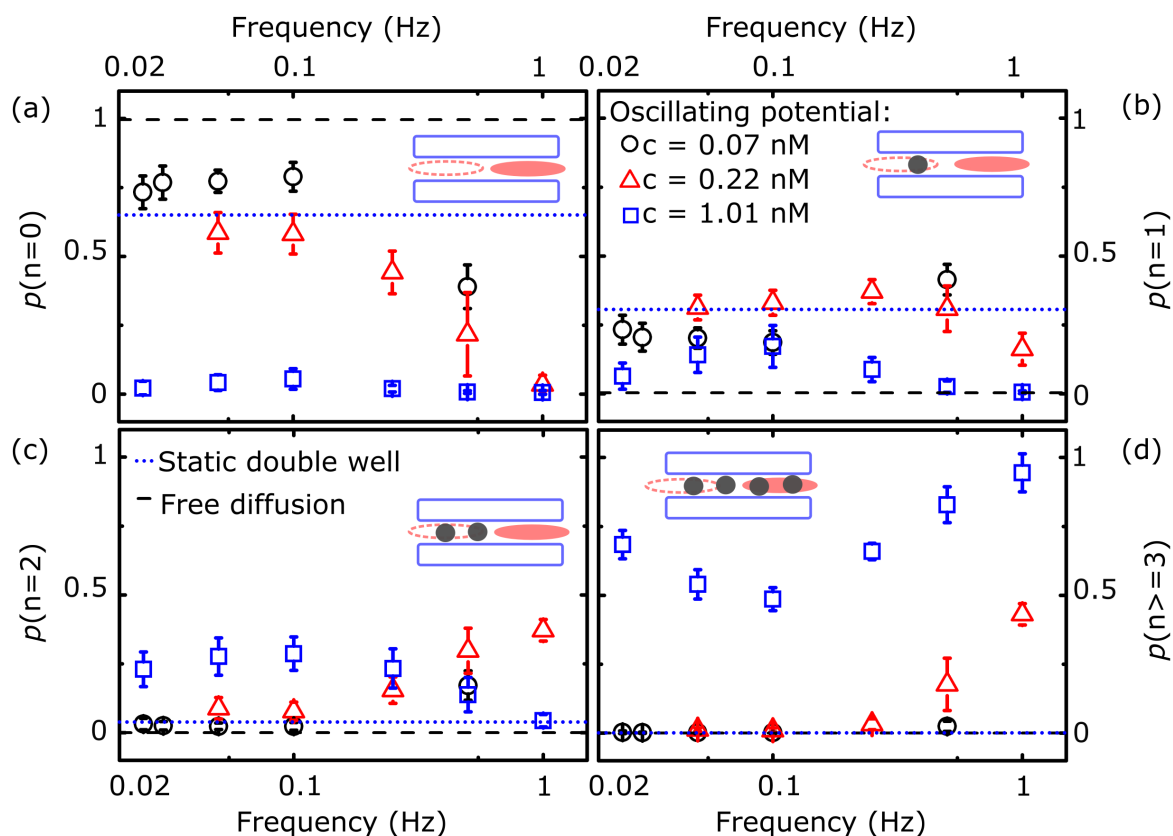 Frequency (Hz)
Frequency (Hz)
0.02 0.1 1
0.02 0.1 1
(a)
1
0.5
0
p(n=0)
Oscillating potential:
c = 0.07 nM
c = 0.22 nM
c = 1.01 nM
(b)
1
0.5
0
p(n=1)
(c)
1
0.5
0
p(n=2)
Static double well
Free diffusion
(d)
1
0.5
0
p(n>=3)
0.02 0.1 1
0.02 0.1 1
Frequency (Hz)
Frequency (Hz)